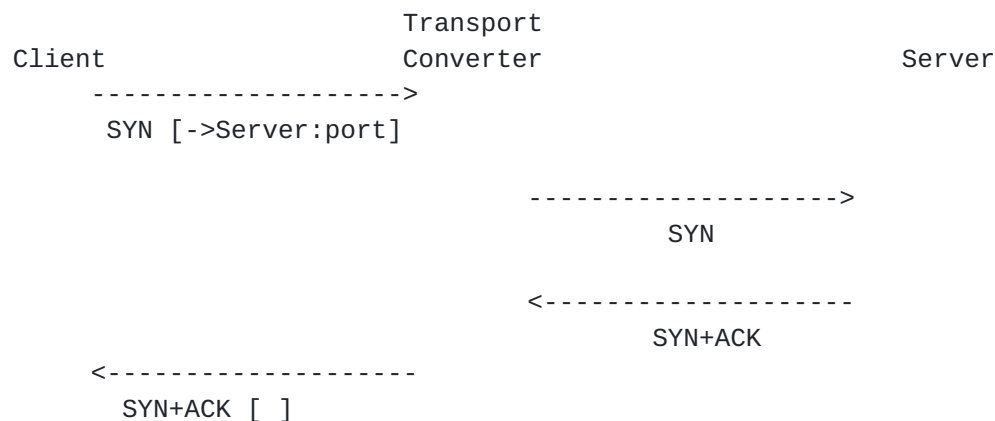 Transport
Client Converter Server
-------------------->
SYN [->Server:port]
-------------------->
SYN
<--------------------
SYN+ACK
<--------------------
SYN+ACK [ ]